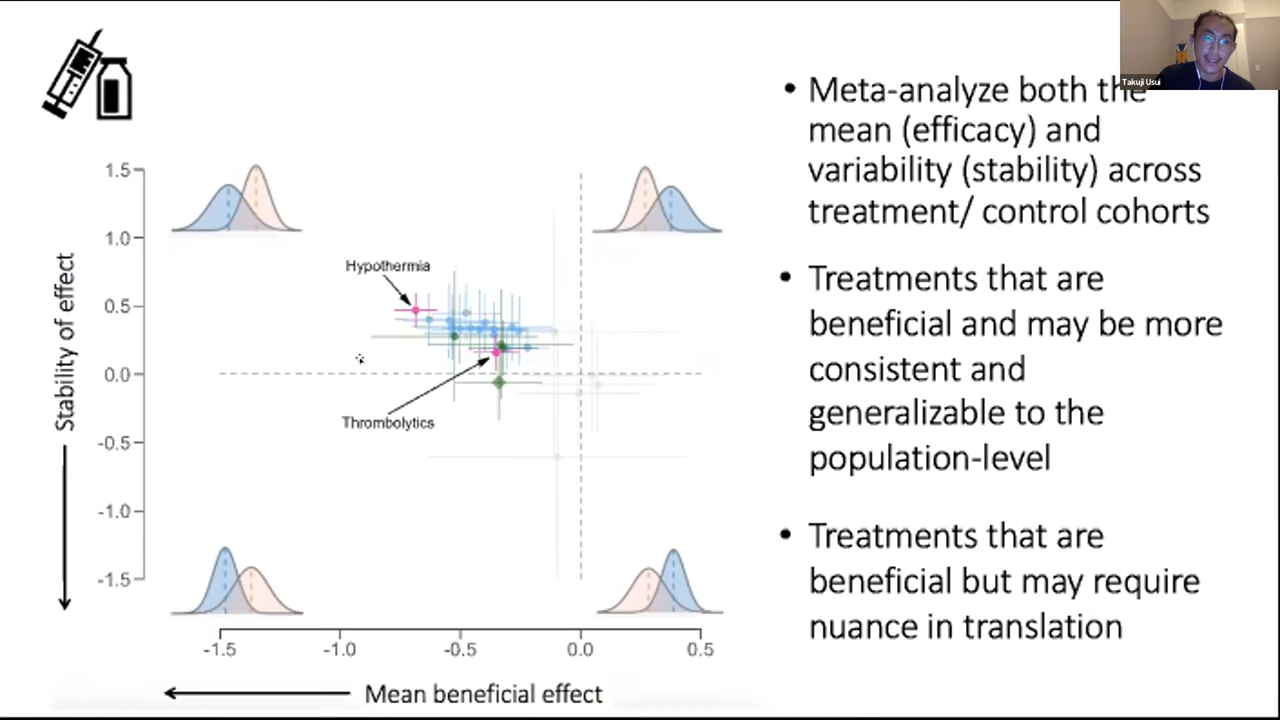 Takuji Usui
• Meta-analyze both the
mean (efficacy) and
variability (stability) across
treatment/ control cohorts
• Treatments that are
beneficial and may be more
consistent and
generalizable to the
population-level
• Treatments that are
beneficial but may require
nuance in translation
Stability of effect
1.5
1.0
0.5
0.0
-0.5
-1.0
-1.5
Hypothermia
Thrombolytics
-1.5
-1.0
-0.5
0.0
0.5
Mean beneficial effect